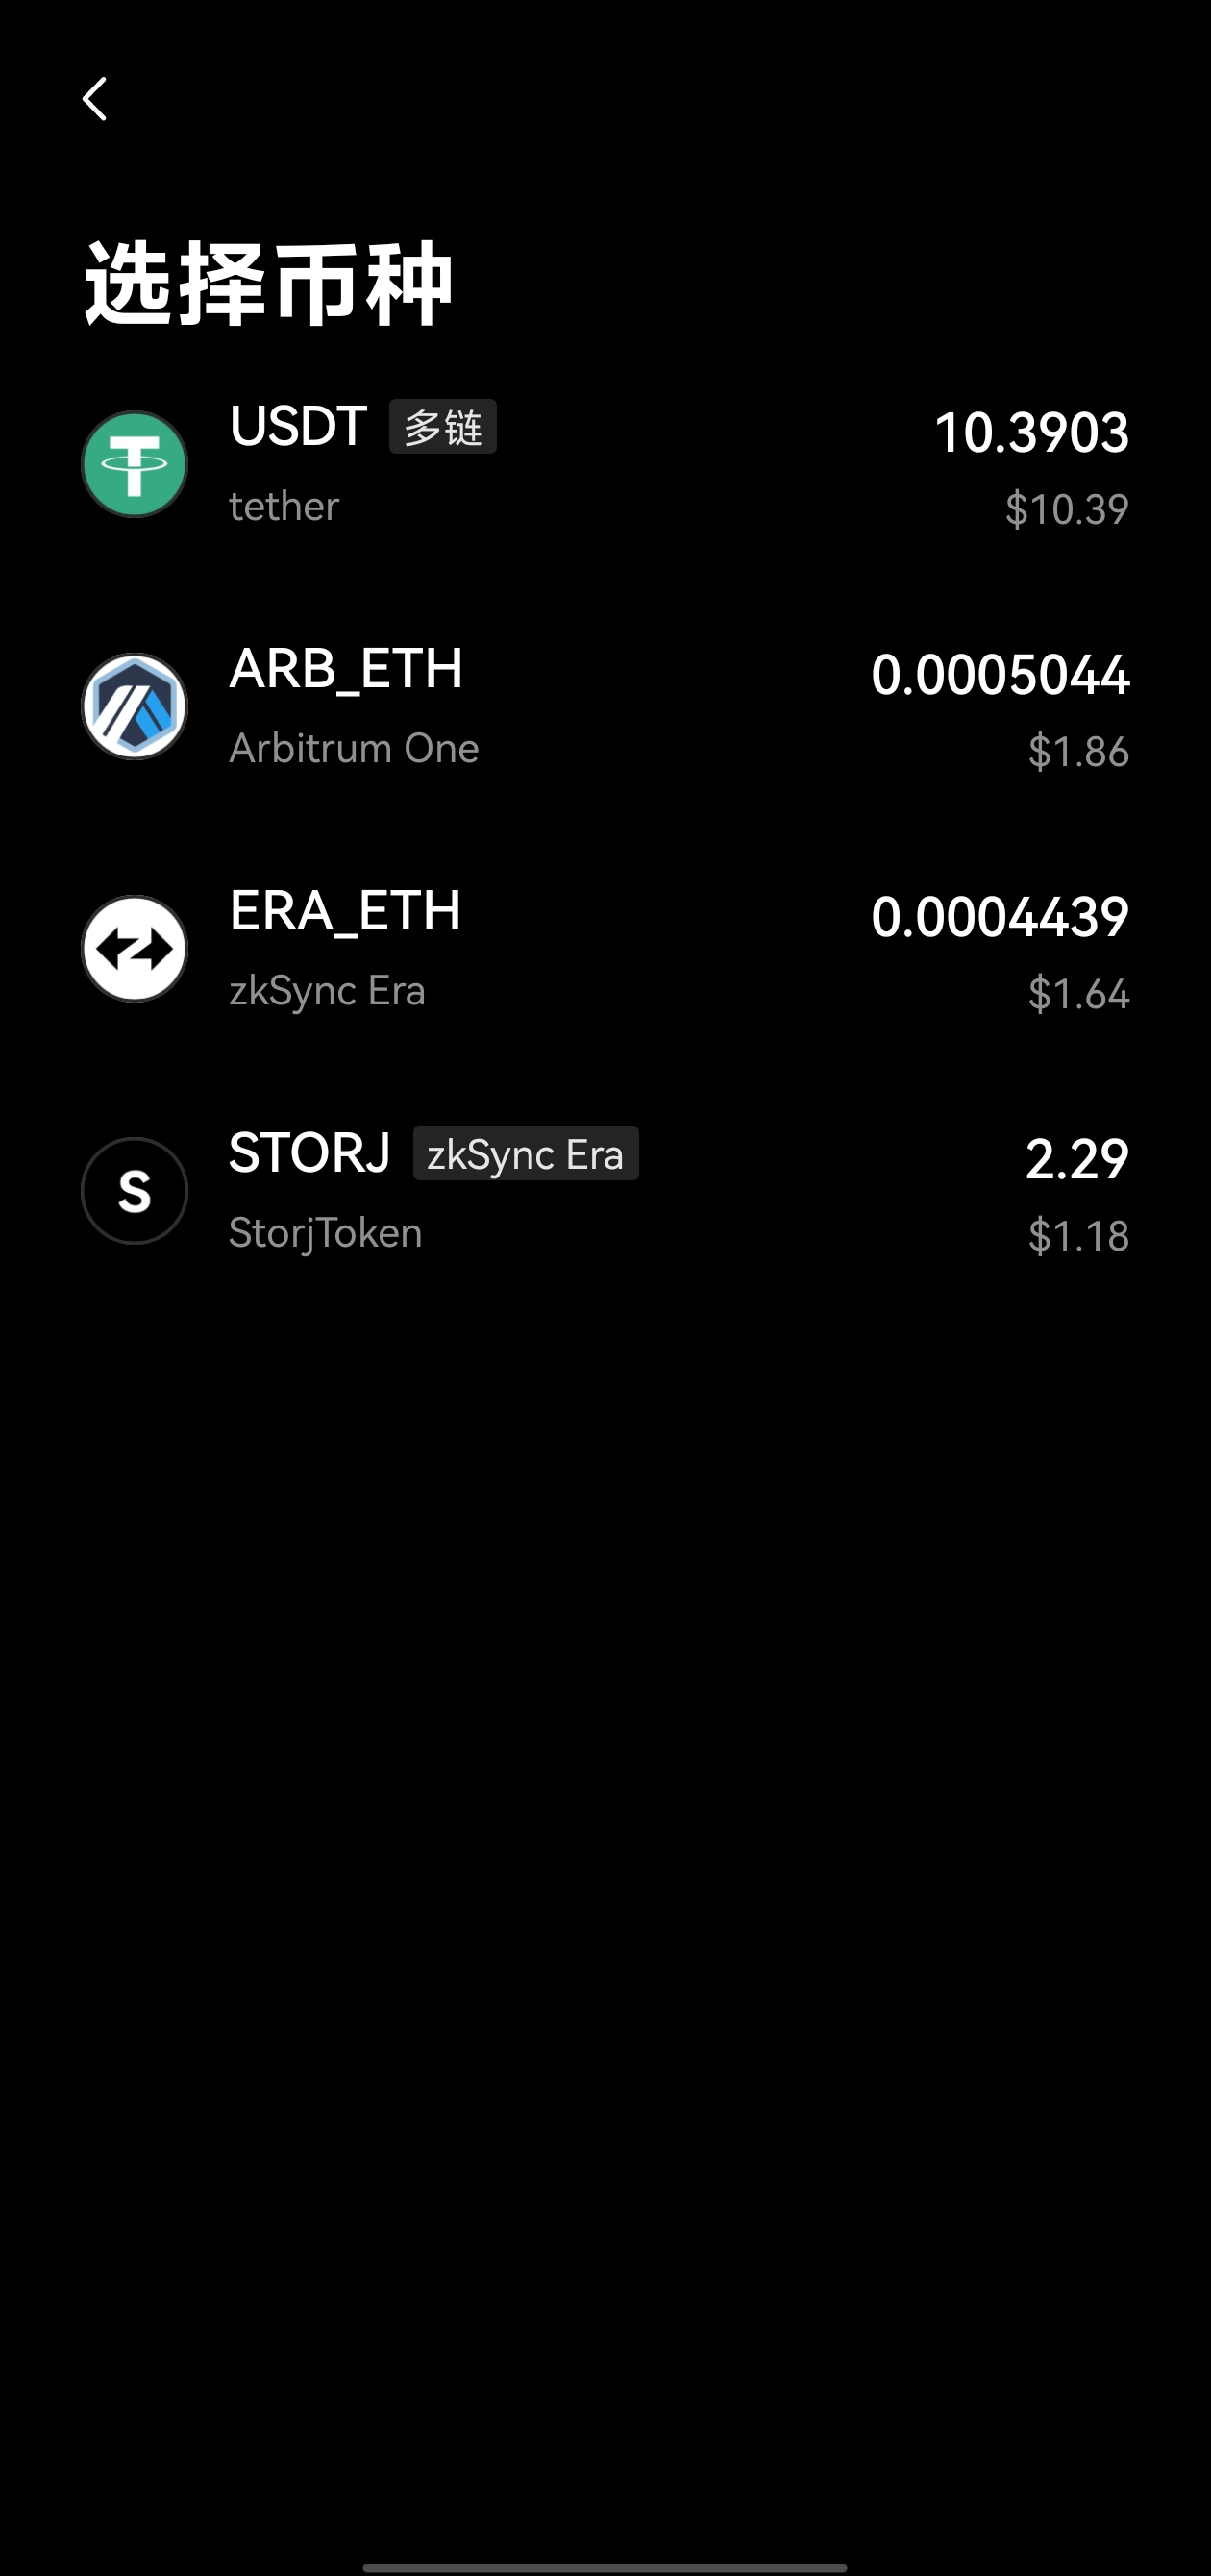 选择币种
USDT 多链
10.3903
tether
$10.39
ARB_ETH
0.0005044
Arbitrum One
$1.86
ERA_ETH
0.0004439
zkSync Era
$1.64
S
STORJ zkSync Era
2.29
StorjToken
$1.18